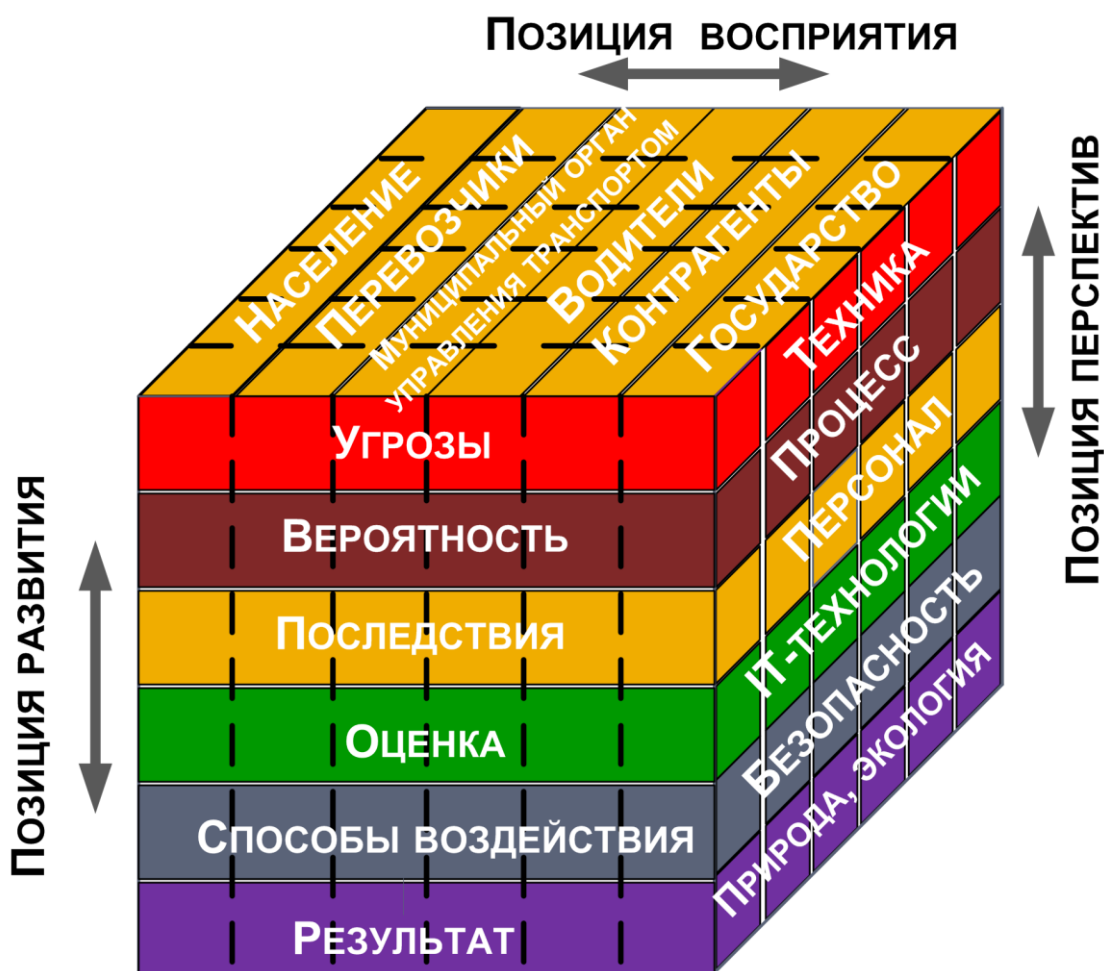 Позиция восприятия
Население
Перевозчики
Муниципальный орган
управления транспортом
Водители
Контрагенты
Государство
Позиция развития
Угрозы
Вероятность
Последствия
Оценка
Способы воздействия
Результат
Техника
Процесс
Персонал
IT-технологии
Безопасность
Природа, экология
Позиция перспектив